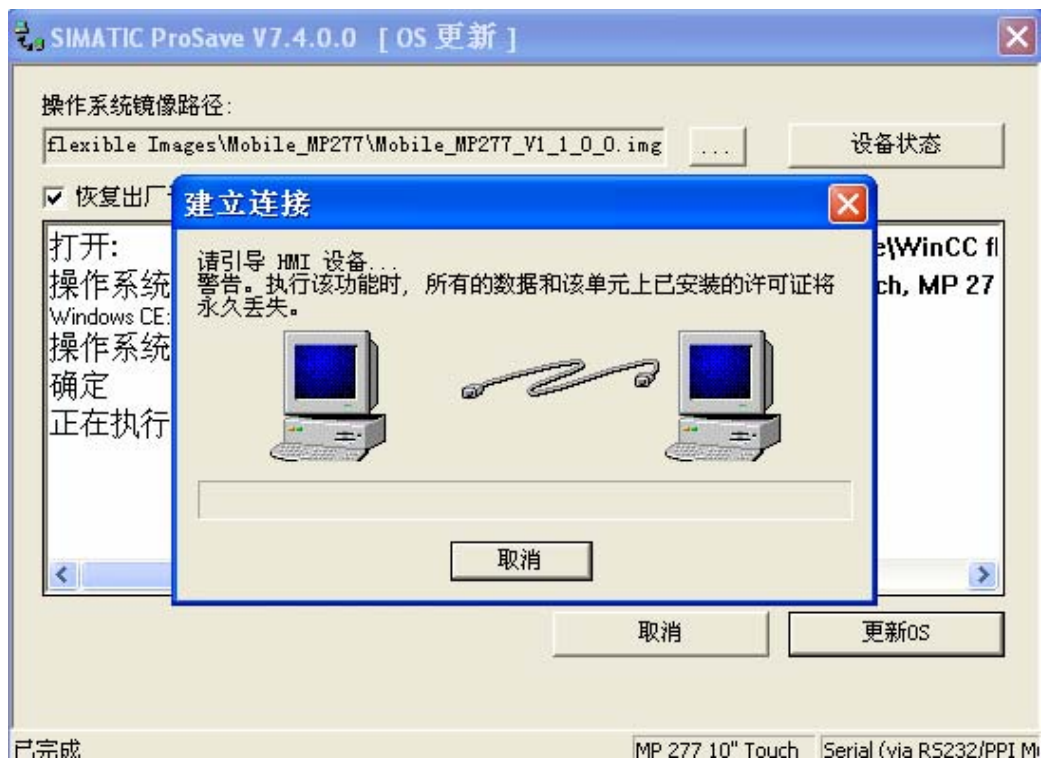 SIMATIC ProSave V7.4.0.0 [ OS 更新 ]
操作系统镜像路径:
flexible Images\Mobile_MP277\Mobile_MP277_V1_1_0_0.img
...
设备状态
恢复出厂
建立连接
请引导 HMI 设备...
警告。执行该功能时，所有的数据和该单元上已安装的许可证将
永久丢失。
取消
打开:
e\WinCC fl
操作系统
ch, MP 27
Windows CE:
操作系统
确定
正在执行
取消
更新OS
已完成
MP 277 10" Touch
Serial (via RS232/PPI M